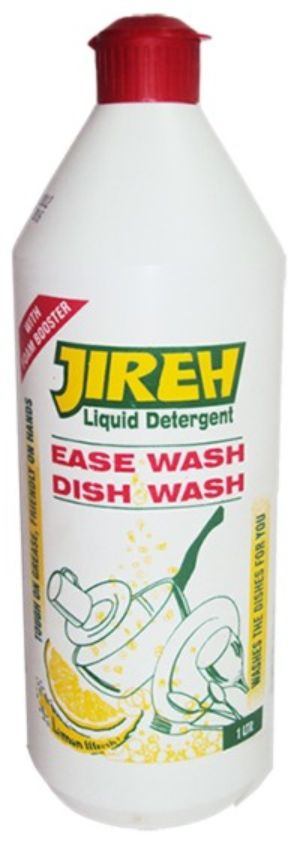 WITH
FOAM BOOSTER
JIREH
Liquid Detergent
EASE WASH
DISH WASH
TOUGH ON GREASE, FRIENDLY ON HANDS
WASHES THE DISHES FOR YOU
1 LTR